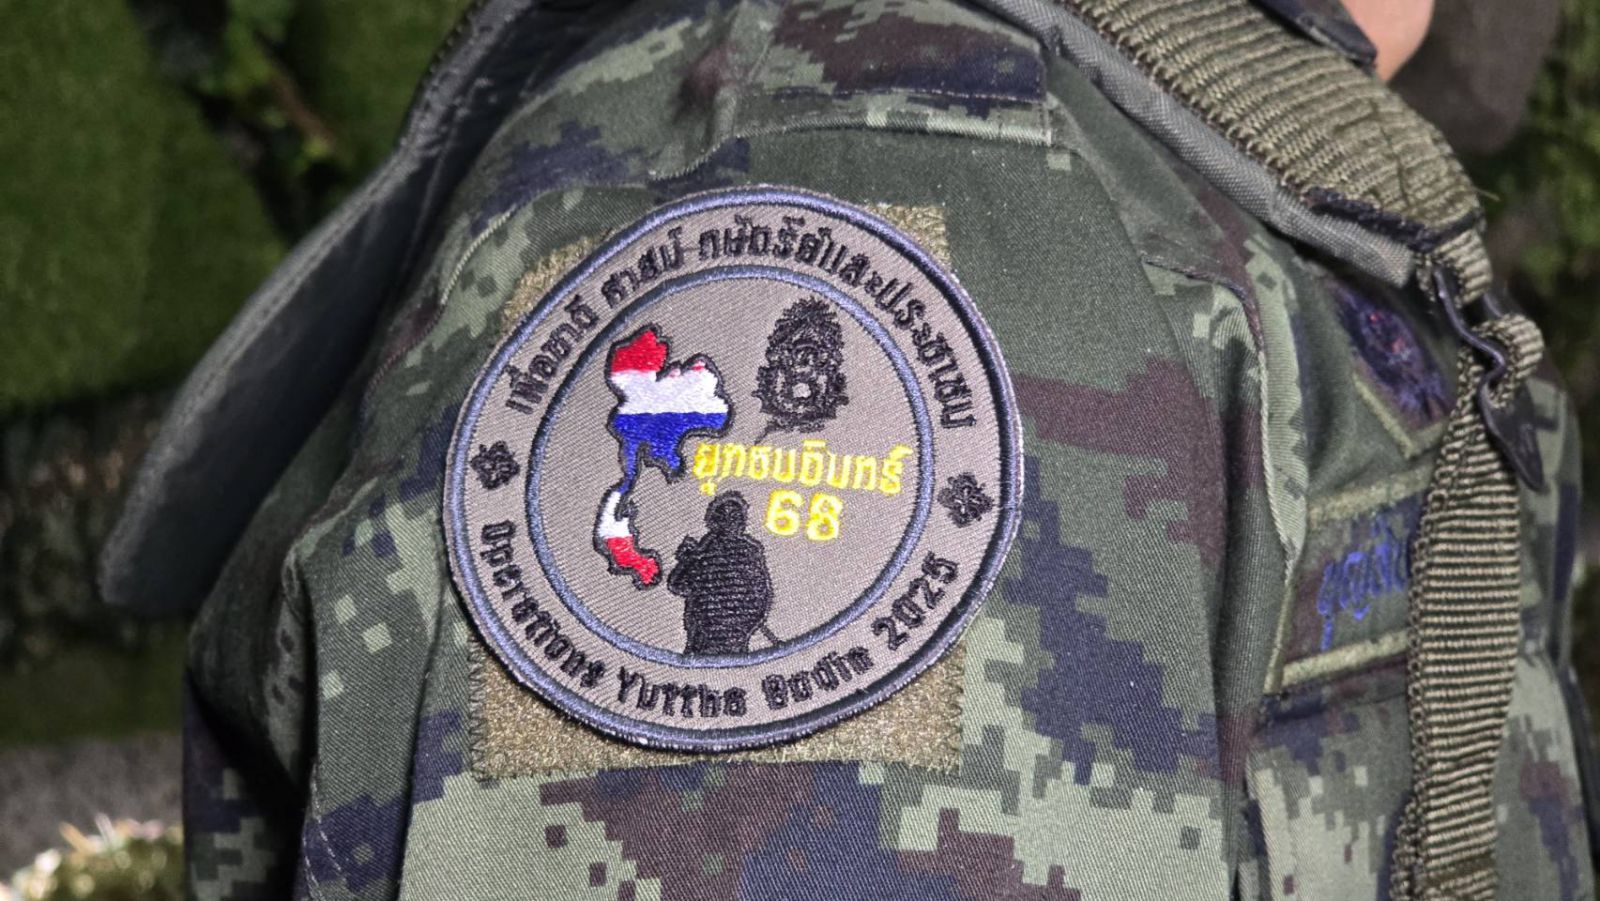 เพื่อชาติ ศาสน์ กษัตริย์และประชาชน
ยุทธบดินทร์
68
Operations Yuttha Bodin 2025